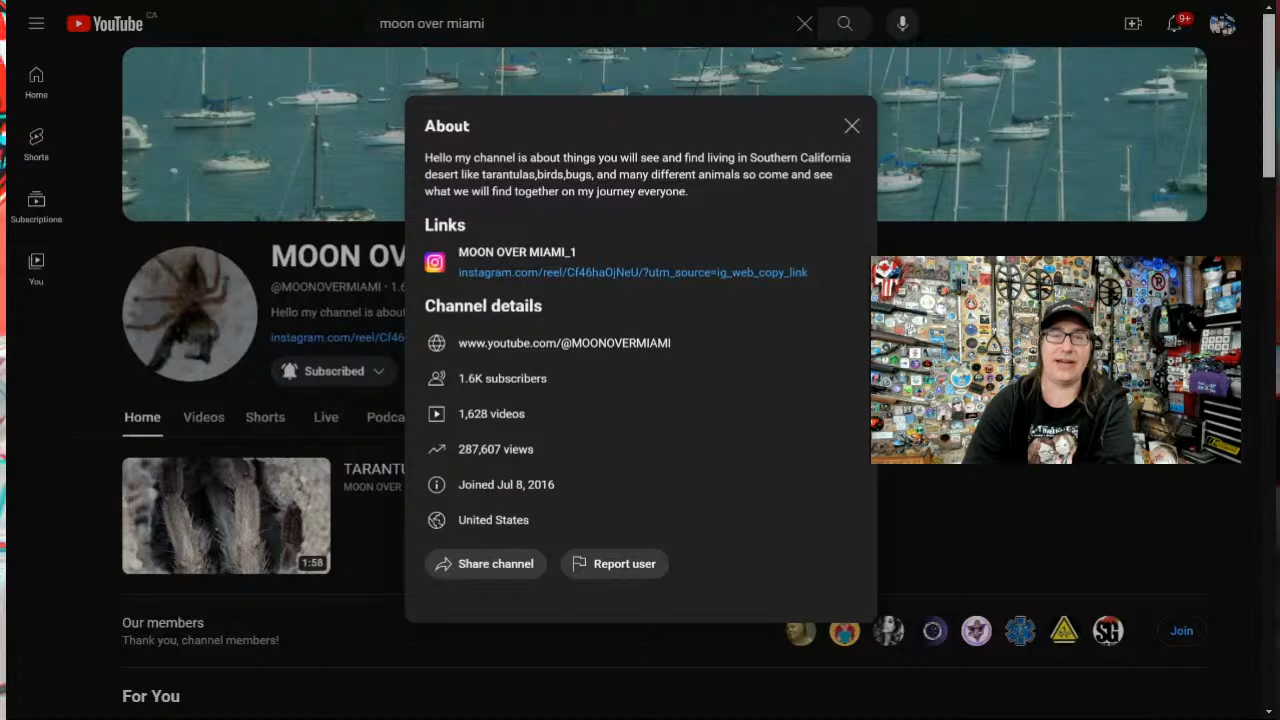 YouTube CA
moon over miami
9+
Home
Shorts
Subscriptions
You
About
Hello my channel is about things you will see and find living in Southern California
desert like tarantulas,birds,bugs, and many different animals so come and see
what we will find together on my journey everyone.
Links
MOON OVER MIAMI_1
instagram.com/reel/Cf46haOjNeU/?utm_source=ig_web_copy_link
Channel details
www.youtube.com/@MOONOVERMIAMI
1.6K subscribers
1,628 videos
287,607 views
Joined Jul 8, 2016
United States
Share channel
Report user
MOON OV
@MOONOVERMIAMI · 1.6
Hello my channel is about
instagram.com/reel/Cf46
Subscribed
Home
Videos
Shorts
Live
Podca
TARANTU
MOON OVER
1:58
Our members
Thank you, channel members!
SG
Join
For You